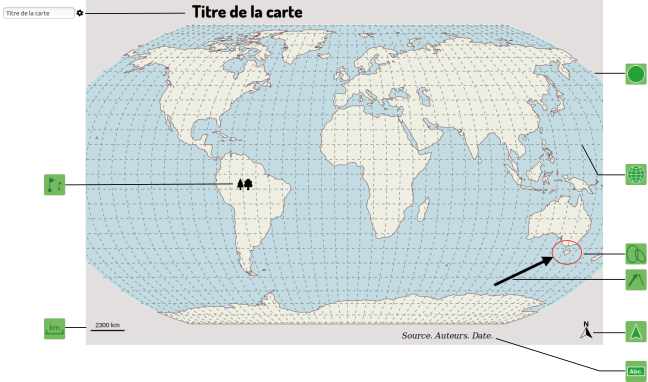 Titre de la carte
Titre de la carte
km
2300 km
N
Source. Auteurs. Date.
Abc